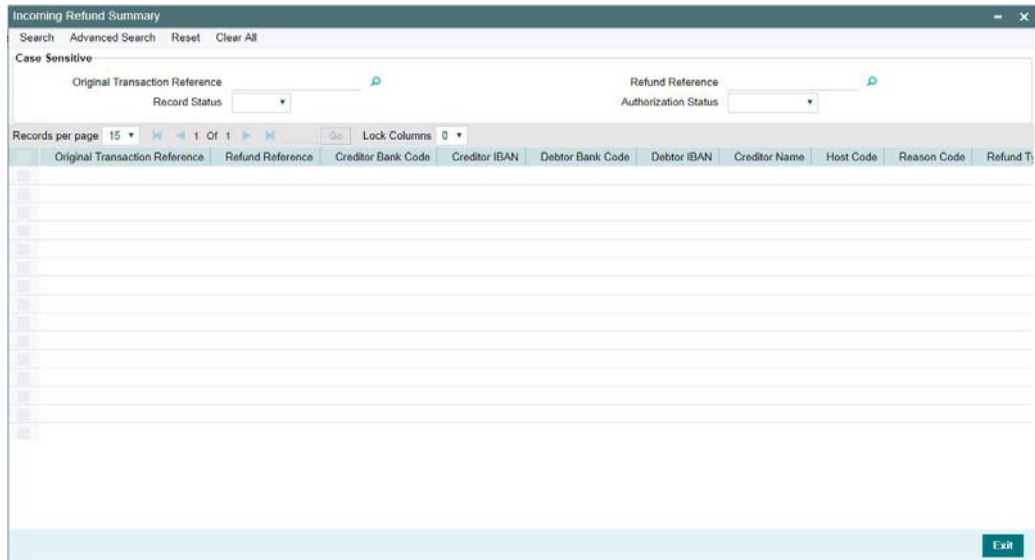 Incoming Refund Summary
Search Advanced Search Reset Clear All
Case Sensitive
Original Transaction Reference Refund Reference
Record Status Authorization Status
Records per page 15 1 Of 1 Go Lock Columns 0
Original Transaction Reference Refund Reference Creditor Bank Code Creditor IBAN Debtor Bank Code Debtor IBAN Creditor Name Host Code Reason Code Refund Ty
Exit